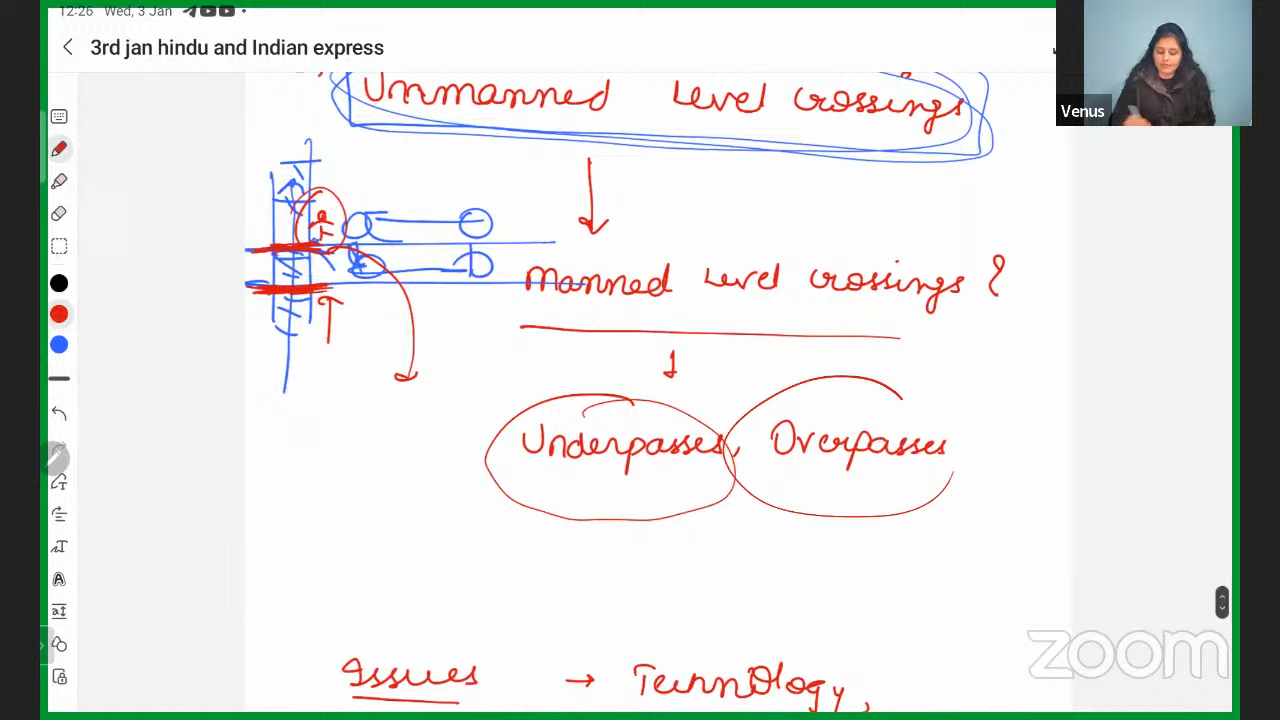 12:26 Wed, 3 Jan
3rd jan hindu and Indian express
Venus
Unmanned Level crossings
Manned Level crossings ?
Underpasses, Overpasses
Issues → Technology,
zoom